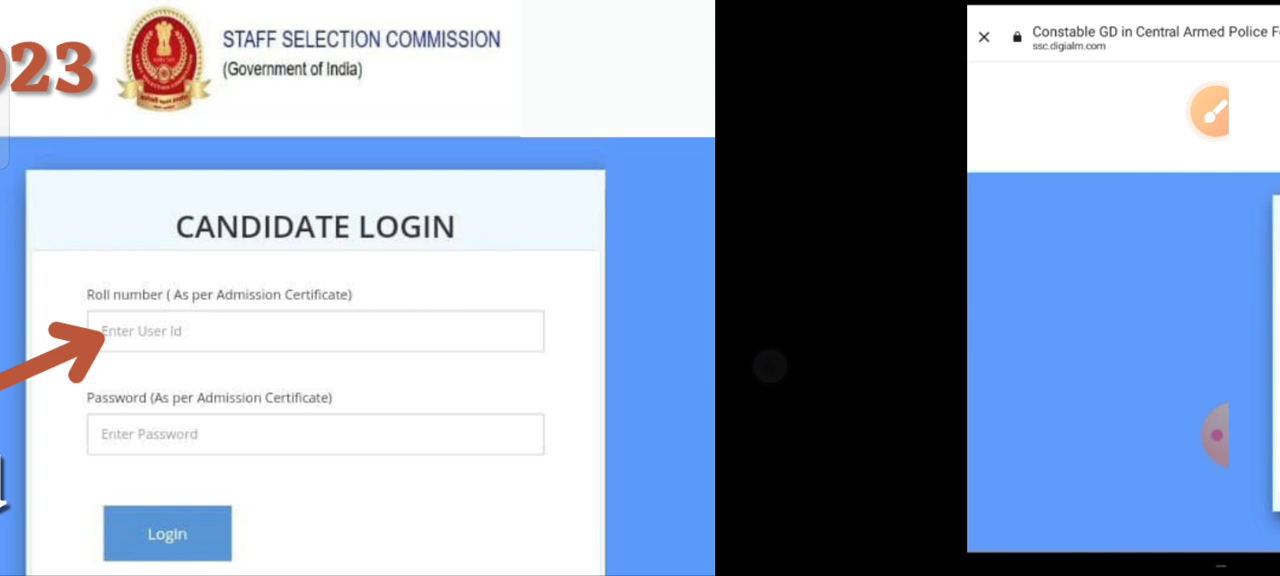 023
STAFF SELECTION COMMISSION
(Government of India)
CANDIDATE LOGIN
Roll number ( As per Admission Certificate)
Enter User Id
Password (As per Admission Certificate)
Enter Password
Login
Constable GD in Central Armed Police Fo
ssc.digialm.com